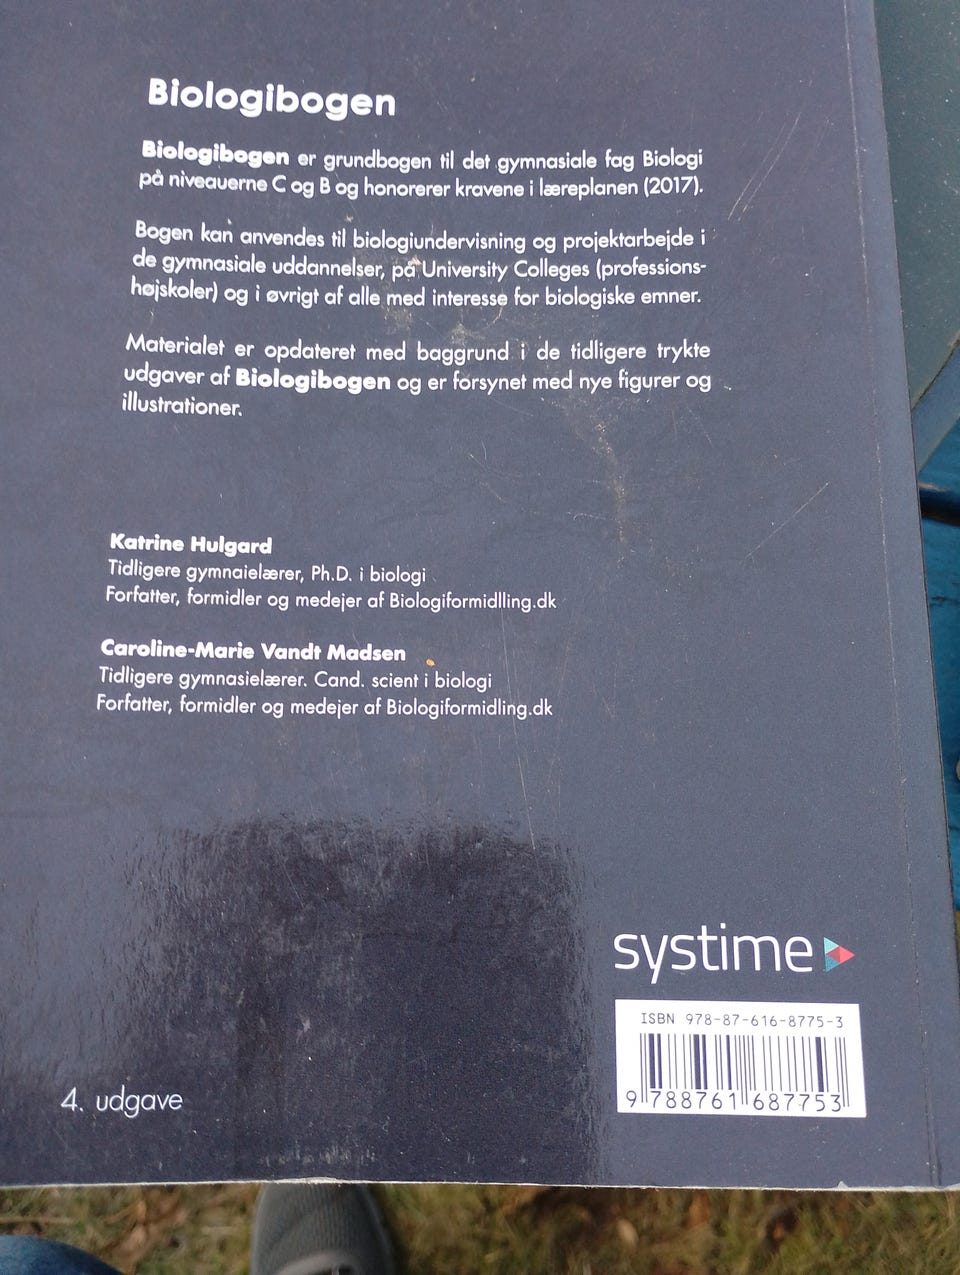 Biologibogen
Biologibogen er grundbogen til det gymnasiale fag Biologi
på niveauerne C og B og honorerer kravene i læreplanen (2017).
Bogen kan anvendes til biologiundervisning og projektarbejde i
de gymnasiale uddannelser, på University Colleges (professions-
højskoler) og i øvrigt af alle med interesse for biologiske emner.
Materialet er opdateret med baggrund i de tidligere trykte
udgaver af Biologibogen og er forsynet med nye figurer og
illustrationer.
Katrine Hulgard
Tidligere gymnaielærer, Ph.D. i biologi
Forfatter, formidler og medejer af Biologiformidlling.dk
Caroline-Marie Vandt Madsen
Tidligere gymnasielærer. Cand. scient i biologi
Forfatter, formidler og medejer af Biologiformidling.dk
systime
ISBN 978-87-616-8775-3
9 788761 687753
4. udgave